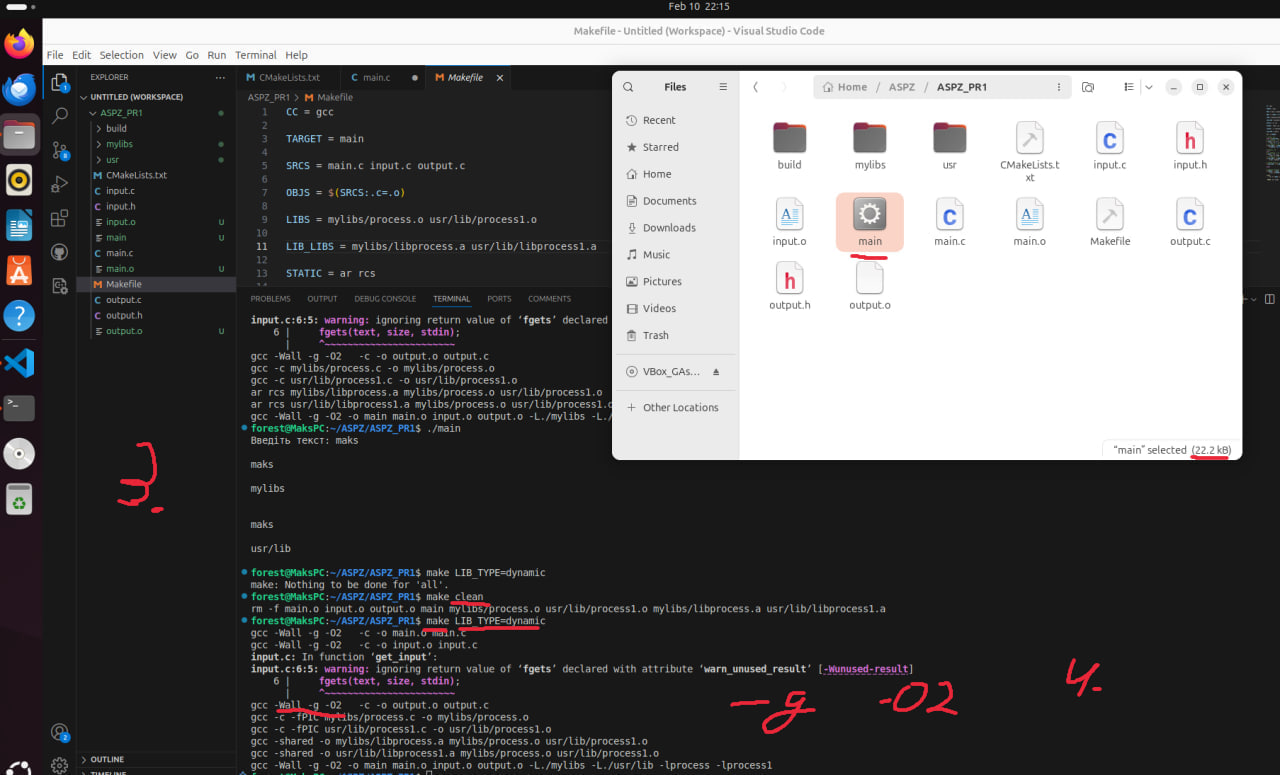 Feb 10 22:15
Makefile - Untitled (Workspace) - Visual Studio Code
File Edit Selection View Go Run Terminal Help
EXPLORER ...
UNTITLED (WORKSPACE)
ASPZ_PR1
build
mylibs
usr
CMakeLists.txt
input.c
input.h
input.o U
main U
main.c
main.o U
Makefile
output.c
output.h
output.o U
OUTLINE
TIMELINE
CMakeLists.txt main.c Makefile
ASPZ_PR1 > Makefile
1 CC = gcc
2
3 TARGET = main
4
5 SRCS = main.c input.c output.c
6
7 OBJS = $(SRCS:.c=.o)
8
9 LIBS = mylibs/process.o usr/lib/process1.o
10
11 LIB_LIBS = mylibs/libprocess.a usr/lib/libprocess1.a
12
13 STATIC = ar rcs
14
PROBLEMS OUTPUT DEBUG CONSOLE TERMINAL PORTS COMMENTS
input.c:6:5: warning: ignoring return value of ‘fgets’ declared
6 | fgets(text, size, stdin);
| ^~~~~~~~~~~~~~~~~~~~~~~~
gcc -Wall -g -O2 -c -o output.o output.c
gcc -c mylibs/process.c -o mylibs/process.o
gcc -c usr/lib/process1.c -o usr/lib/process1.o
ar rcs mylibs/libprocess.a mylibs/process.o usr/lib/process1.o
ar rcs usr/lib/libprocess1.a mylibs/process.o usr/lib/process1.o
gcc -Wall -g -O2 -o main main.o input.o output.o -L./mylibs -L./
forest@MaksPC:~/ASPZ/ASPZ_PR1$ ./main
Введіть текст: maks
maks
mylibs
maks
usr/lib
forest@MaksPC:~/ASPZ/ASPZ_PR1$ make LIB_TYPE=dynamic
make: Nothing to be done for 'all'.
forest@MaksPC:~/ASPZ/ASPZ_PR1$ make clean
rm -f main.o input.o output.o main mylibs/process.o usr/lib/process1.o mylibs/libprocess.a usr/lib/libprocess1.a
forest@MaksPC:~/ASPZ/ASPZ_PR1$ make LIB_TYPE=dynamic
gcc -Wall -g -O2 -c -o main.o main.c
gcc -Wall -g -O2 -c -o input.o input.c
input.c: In function ‘get_input’:
input.c:6:5: warning: ignoring return value of ‘fgets’ declared with attribute ‘warn_unused_result’ [-Wunused-result]
6 | fgets(text, size, stdin);
| ^~~~~~~~~~~~~~~~~~~~~~~~
gcc -Wall -g -O2 -c -o output.o output.c
gcc -c -fPIC mylibs/process.c -o mylibs/process.o
gcc -c -fPIC usr/lib/process1.c -o usr/lib/process1.o
gcc -shared -o mylibs/libprocess.a mylibs/process.o usr/lib/process1.o
gcc -shared -o usr/lib/libprocess1.a mylibs/process.o usr/lib/process1.o
gcc -Wall -g -O2 -o main main.o input.o output.o -L./mylibs -L./usr/lib -lprocess -lprocess1
3.
-g -O2 4.
Files
Recent
Starred
Home
Documents
Downloads
Music
Pictures
Videos
Trash
VBox_GAs...
Other Locations
Home / ASPZ / ASPZ_PR1
build mylibs usr CMakeLists.txt input.c input.h
input.o main main.c main.o Makefile output.c
output.h output.o
“main” selected (22.2 kB)